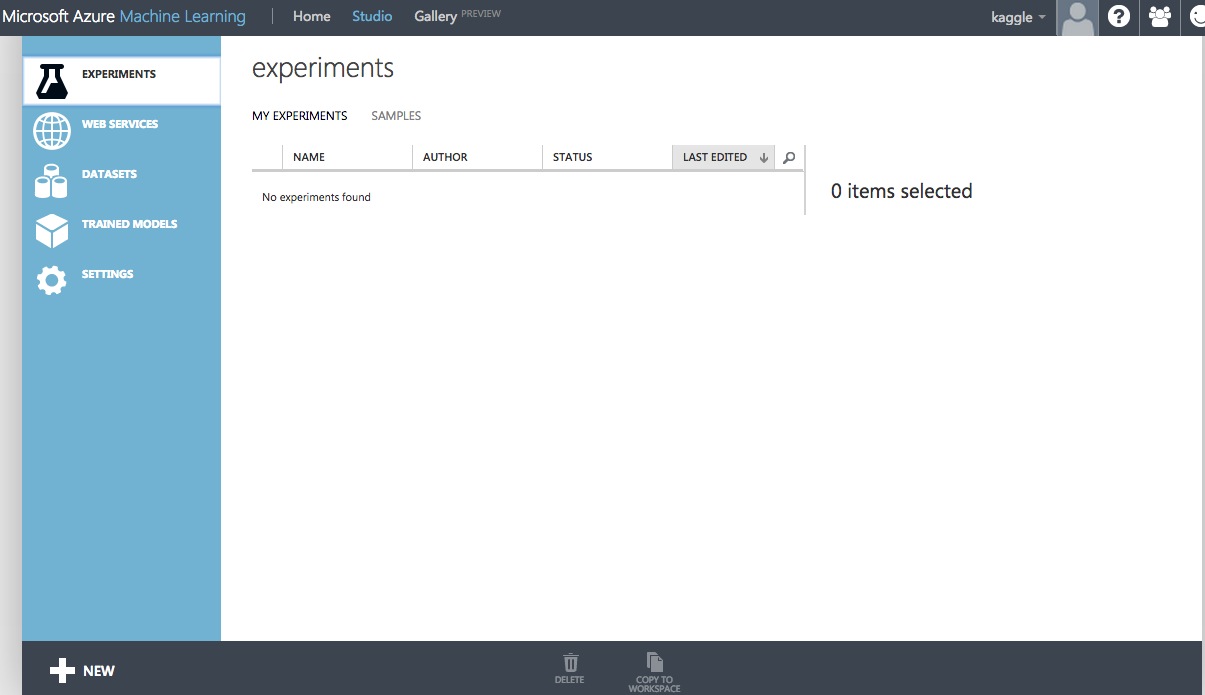 Microsoft Azure Machine Learning | Home Studio Gallery PREVIEW kaggle
EXPERIMENTS
WEB SERVICES
DATASETS
TRAINED MODELS
SETTINGS
experiments
MY EXPERIMENTS SAMPLES
NAME AUTHOR STATUS LAST EDITED
No experiments found
0 items selected
NEW
DELETE
COPY TO
WORKSPACE